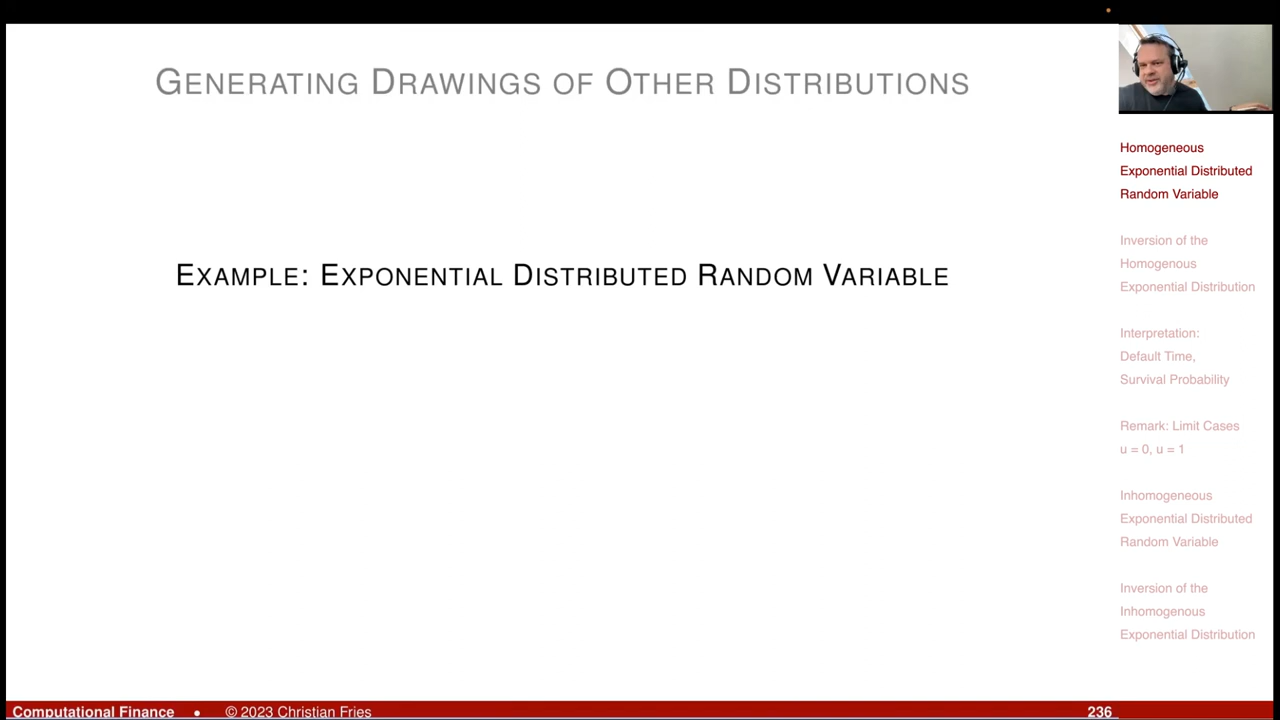 GENERATING DRAWINGS OF OTHER DISTRIBUTIONS
EXAMPLE: EXPONENTIAL DISTRIBUTED RANDOM VARIABLE
Homogeneous
Exponential Distributed
Random Variable
Inversion of the
Homogenous
Exponential Distribution
Interpretation:
Default Time,
Survival Probability
Remark: Limit Cases
u = 0, u = 1
Inhomogeneous
Exponential Distributed
Random Variable
Inversion of the
Inhomogenous
Exponential Distribution
Computational Finance • © 2023 Christian Fries 236